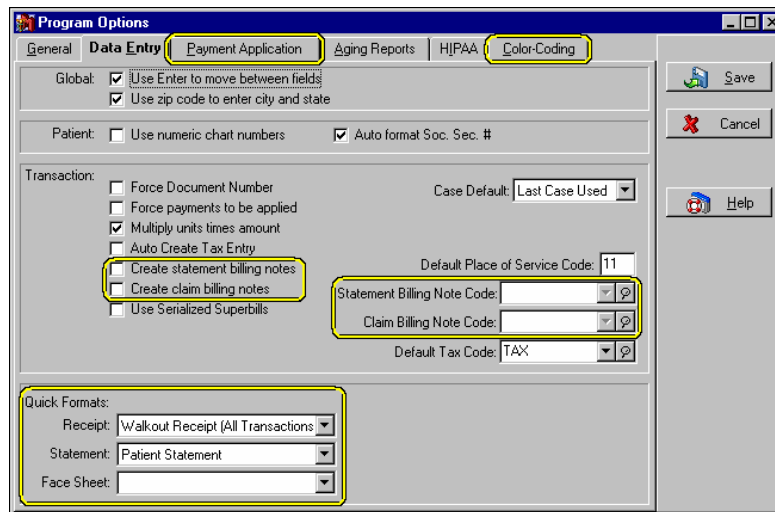 Program Options
General Data Entry Payment Application Aging Reports HIPAA Color-Coding
Global: Use Enter to move between fields
Use zip code to enter city and state
Patient: Use numeric chart numbers Auto format Soc. Sec. #
Transaction:
Force Document Number
Case Default: Last Case Used
Force payments to be applied
Multiply units times amount
Auto Create Tax Entry
Default Place of Service Code: 11
Create statement billing notes
Statement Billing Note Code:
Create claim billing notes
Claim Billing Note Code:
Use Serialized Superbills
Default Tax Code: TAX
Quick Formats:
Receipt: Walkout Receipt (All Transactions
Statement: Patient Statement
Face Sheet:
Save
Cancel
Help